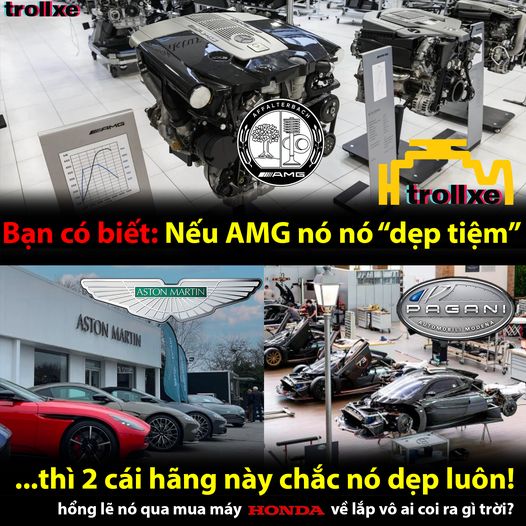 trollxe
trollxe
AMG
AFFALTERBACH
AMG
trollxe
Bạn có biết: Nếu AMG nó nó “dẹp tiệm”
ASTON MARTIN
ASTON MARTIN
PAGANI
AUTOMOBILI MODENA
...thì 2 cái hãng này chắc nó dẹp luôn!
hổng lẽ nó qua mua máy HONDA về lắp vô ai coi ra gì trời?